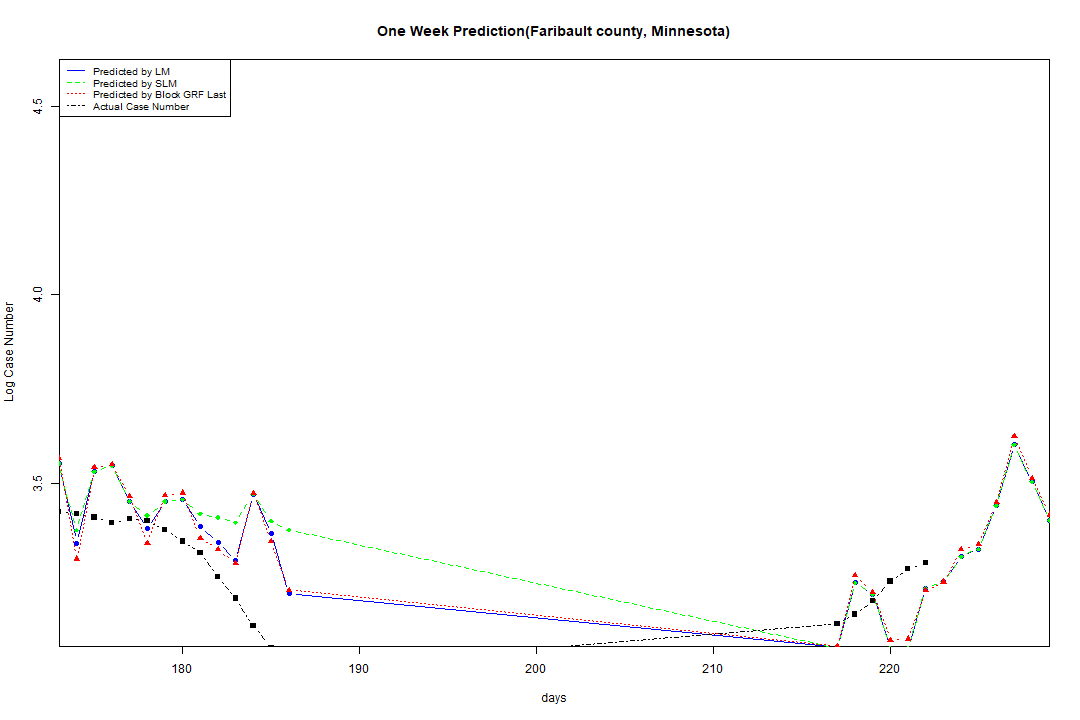 One Week Prediction(Faribault county, Minnesota)
Predicted by LM
Predicted by SLM
Predicted by Block GRF Last
Actual Case Number
4.5
4.0
3.5
Log Case Number
180 190 200 210 220
days